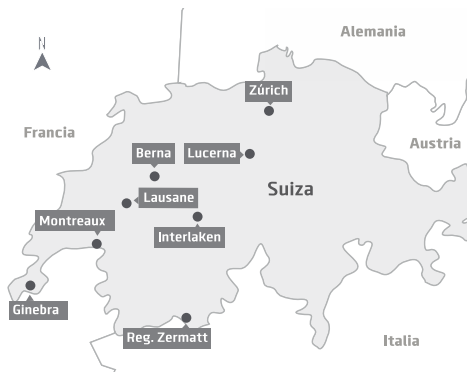 N
Alemania
Zúrich
Francia
Austria
Berna
Lucerna
Suiza
Lausane
Montreaux
Interlaken
Ginebra
Reg. Zermatt
Italia